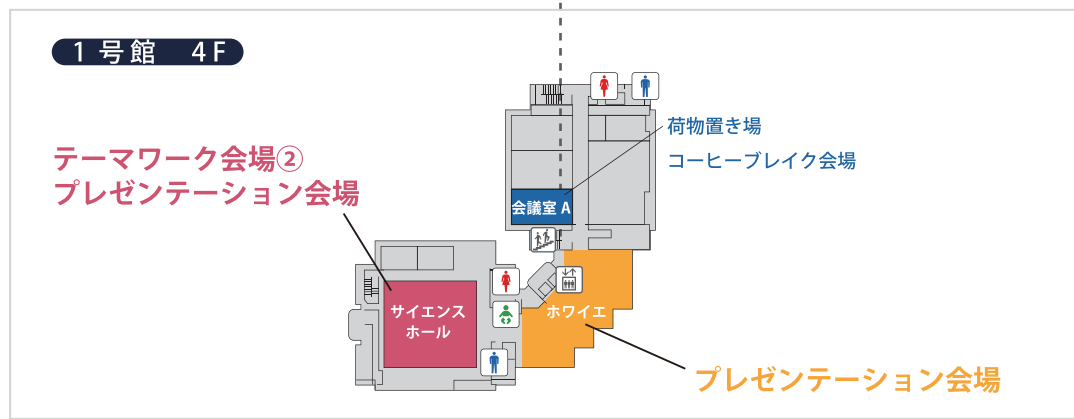 1号館 4F
荷物置き場
コーヒーブレイク会場
テーマワーク会場②
プレゼンテーション会場
会議室 A
サイエンス
ホール
ホワイエ
プレゼンテーション会場